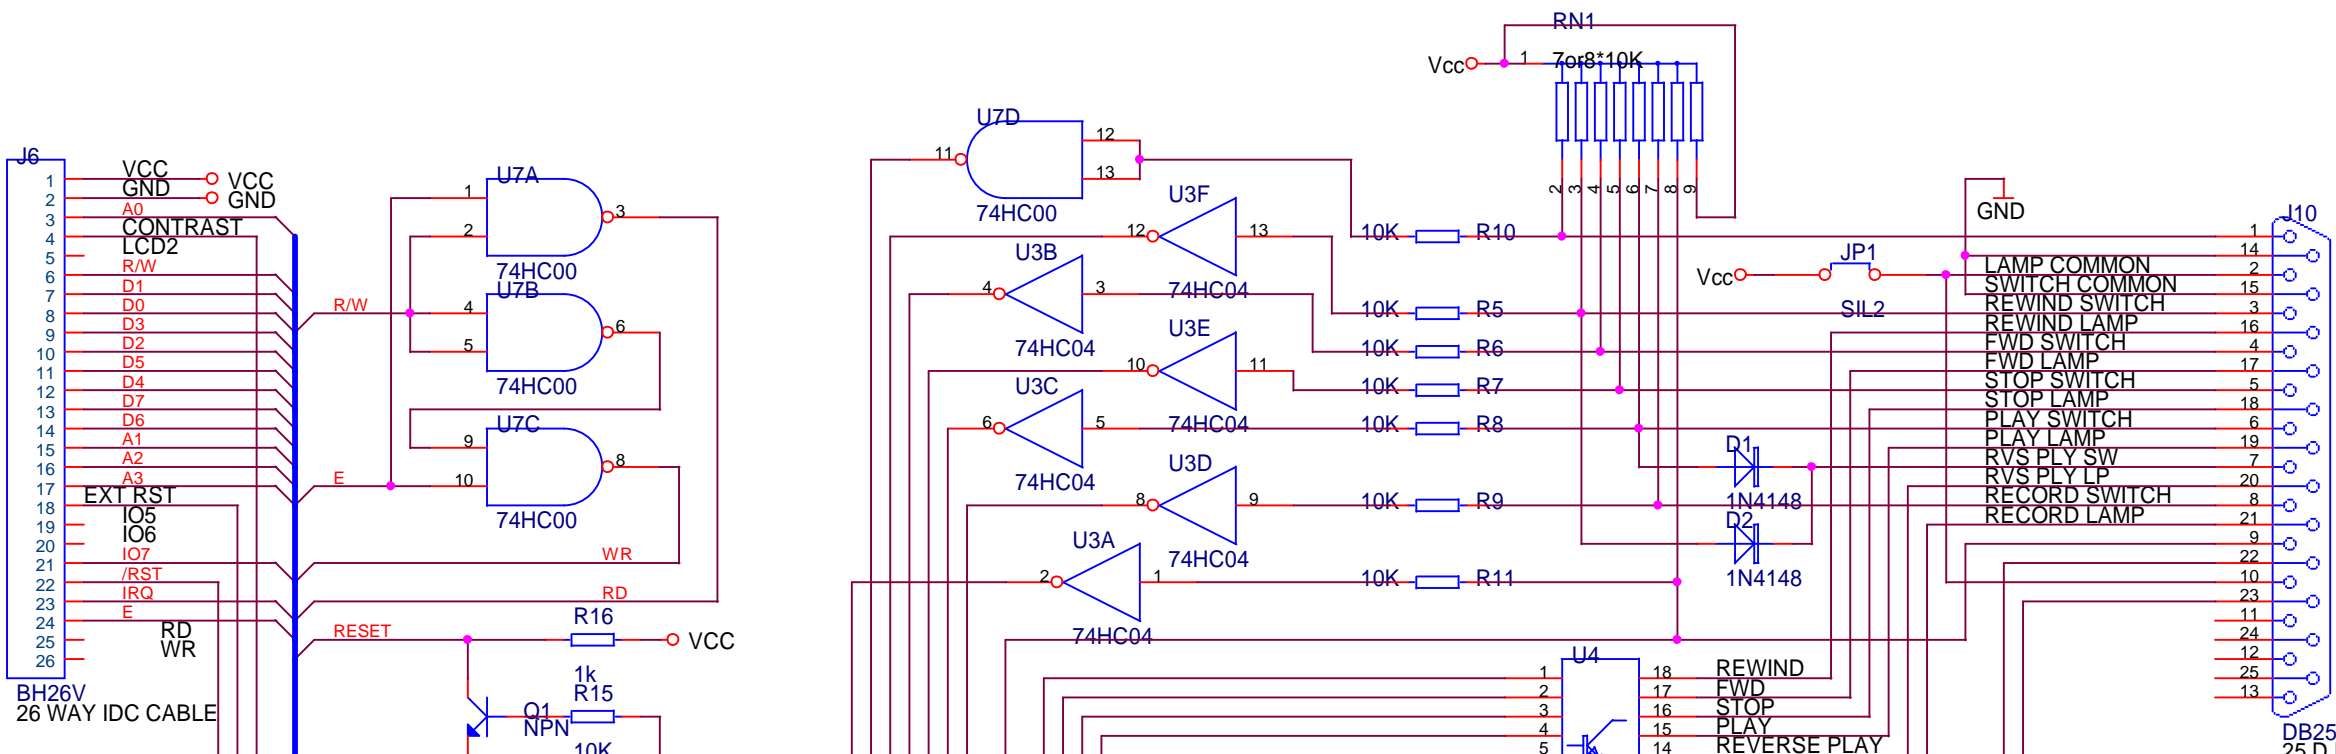 RN1
Vcc
1
7or8*10K
2
3
4
5
6
7
8
9
J6
1
2
3
4
5
6
7
8
9
10
11
12
13
14
15
16
17
18
19
20
21
22
23
24
25
26
VCC
GND
VCC
GND
A0
CONTRAST
LCD2
R/W
D1
D0
D3
D2
D5
D4
D7
D6
A1
A2
A3
EXT RST
IO5
IO6
IO7
/RST
IRQ
E
RD
WR
BH26V
26 WAY IDC CABLE
R/W
E
WR
RD
RESET
U7A
1
2
3
74HC00
U7B
4
5
6
74HC00
U7C
9
10
8
74HC00
R16
1k
VCC
R15
10K
Q1
NPN
U7D
11
12
13
74HC00
U3F
12
13
74HC04
U3B
4
3
74HC04
U3E
10
11
74HC04
U3C
6
5
74HC04
U3D
8
9
74HC04
U3A
2
1
74HC04
10K
R10
10K
R5
10K
R6
10K
R7
10K
R8
10K
R9
10K
R11
D1
1N4148
D2
1N4148
Vcc
JP1
SIL2
GND
LAMP COMMON
SWITCH COMMON
REWIND SWITCH
REWIND LAMP
FWD SWITCH
FWD LAMP
STOP SWITCH
STOP LAMP
PLAY SWITCH
PLAY LAMP
RVS PLY SW
RVS PLY LP
RECORD SWITCH
RECORD LAMP
J10
1
14
2
15
3
16
4
17
5
18
6
19
7
20
8
21
9
22
10
23
11
24
12
25
13
DB25
25 D
U4
1
2
3
4
5
18
17
16
15
14
REWIND
FWD
STOP
PLAY
REVERSE PLAY